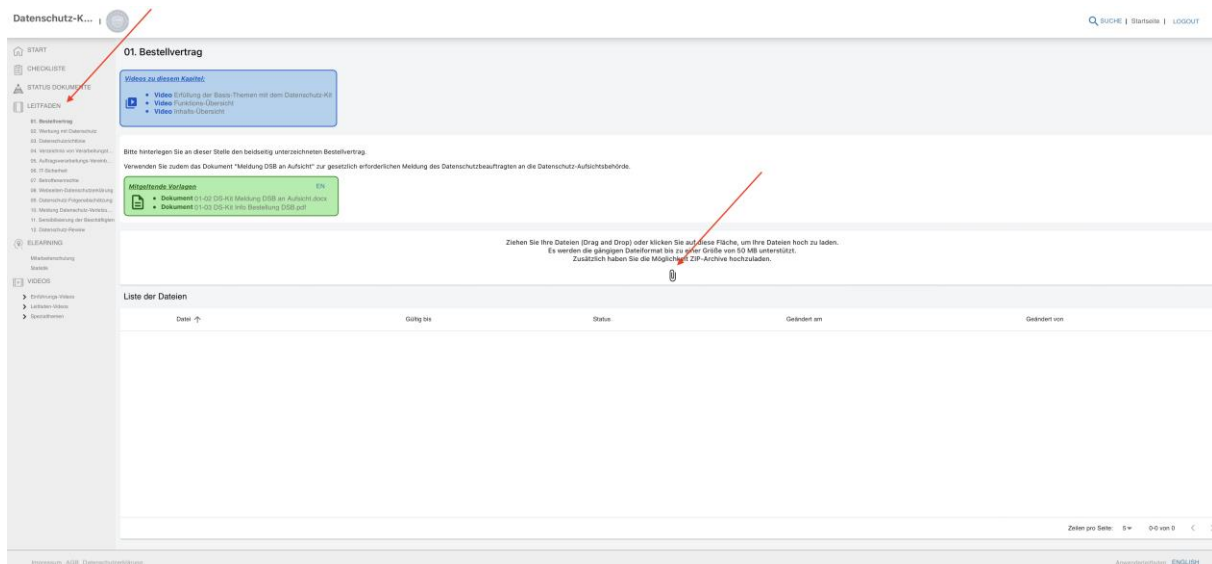 Datenschutz-K... |
SUCHE | Startseite | LOGOUT
START
CHECKLISTE
STATUS DOKUMENTE
LEITFADEN
01. Bestellvertrag
02. Werbung mit Datenschutz
03. Datenschutzrichtlinie
04. Verzeichnis von Verarbeitungst...
05. Auftragsverarbeitungs-Vereinb...
06. IT-Sicherheit
07. Betroffenenrechte
08. Webseiten-Datenschutzerklärung
09. Datenschutz-Folgenabschätzung
10. Meldung Datenschutz-Verletzu...
11. Sensibilisierung der Beschäftigten
12. Datenschutz-Review
ELEARNING
Mitarbeiterschulung
Statistik
VIDEOS
Einführungs-Videos
Leitfaden-Videos
Spezialthemen
01. Bestellvertrag
Videos zu diesem Kapitel:
Video Erfüllung der Basis-Themen mit dem Datenschutz-Kit
Video Funktions-Übersicht
Video Inhalts-Übersicht
Bitte hinterlegen Sie an dieser Stelle den beidseitig unterzeichneten Bestellvertrag.
Verwenden Sie zudem das Dokument "Meldung DSB an Aufsicht" zur gesetzlich erforderlichen Meldung des Datenschutzbeauftragten an die Datenschutz-Aufsichtsbehörde.
Mitgeltende Vorlagen EN
Dokument 01-02 DS-Kit Meldung DSB an Aufsicht.docx
Dokument 01-03 DS-Kit Info Bestellung DSB.pdf
Ziehen Sie Ihre Dateien (Drag and Drop) oder klicken Sie auf diese Fläche, um Ihre Dateien hoch zu laden.
Es werden die gängigen Dateiformat bis zu einer Größe von 50 MB unterstützt.
Zusätzlich haben Sie die Möglichkeit ZIP-Archive hochzuladen.
Liste der Dateien
Datei Gültig bis Status Geändert am Geändert von
Zeilen pro Seite: 5 0-0 von 0
Impressum AGB Datenschutzerklärung
ENGLISH